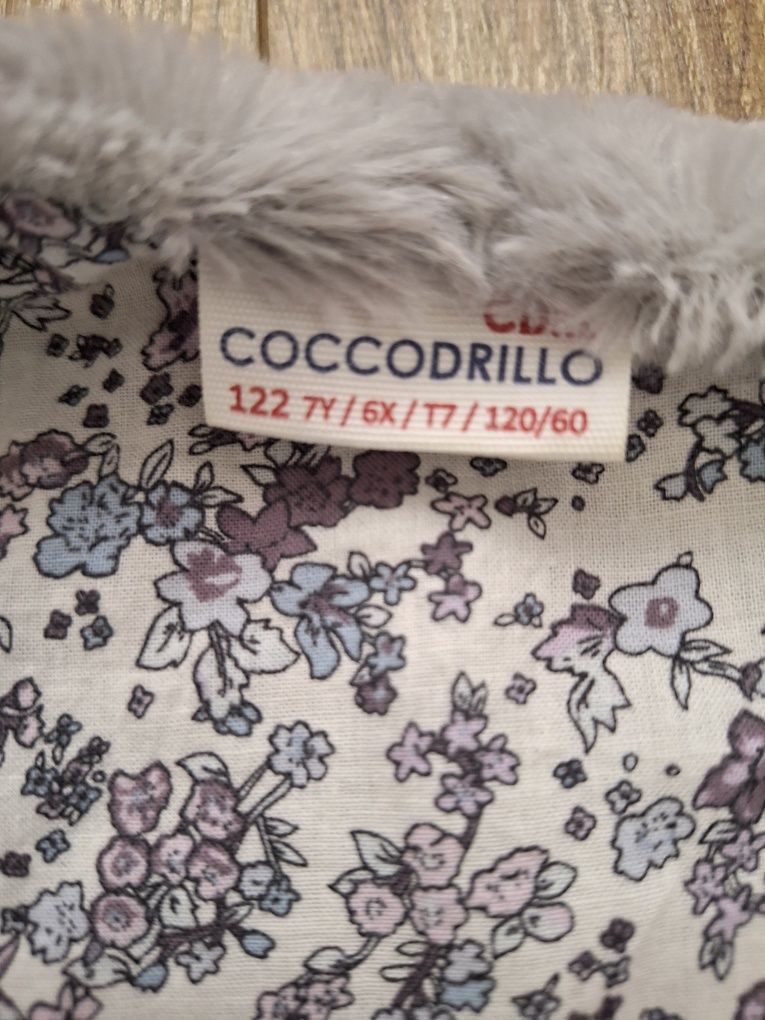 COCCODRILLO
122 7Y / 6X / T7 / 120/60